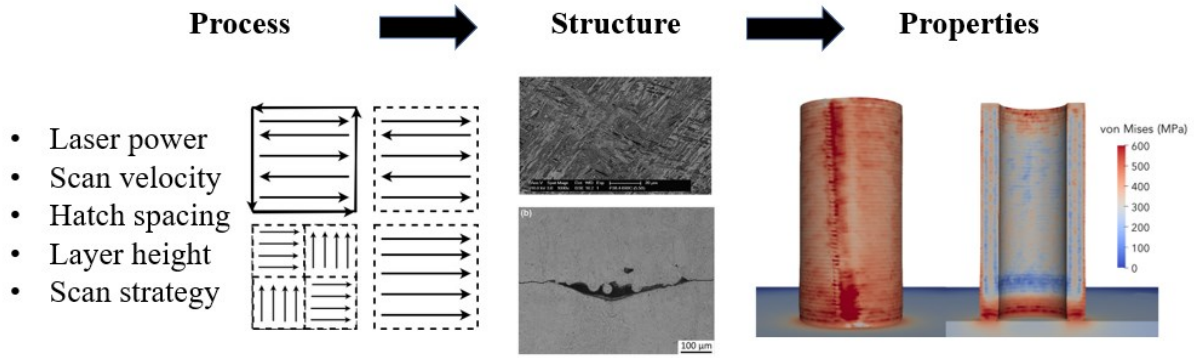 Process
Structure
Properties
• Laser power
• Scan velocity
• Hatch spacing
• Layer height
• Scan strategy
(b)
100 μm
von Mises (MPa)
600
500
400
300
200
100
0